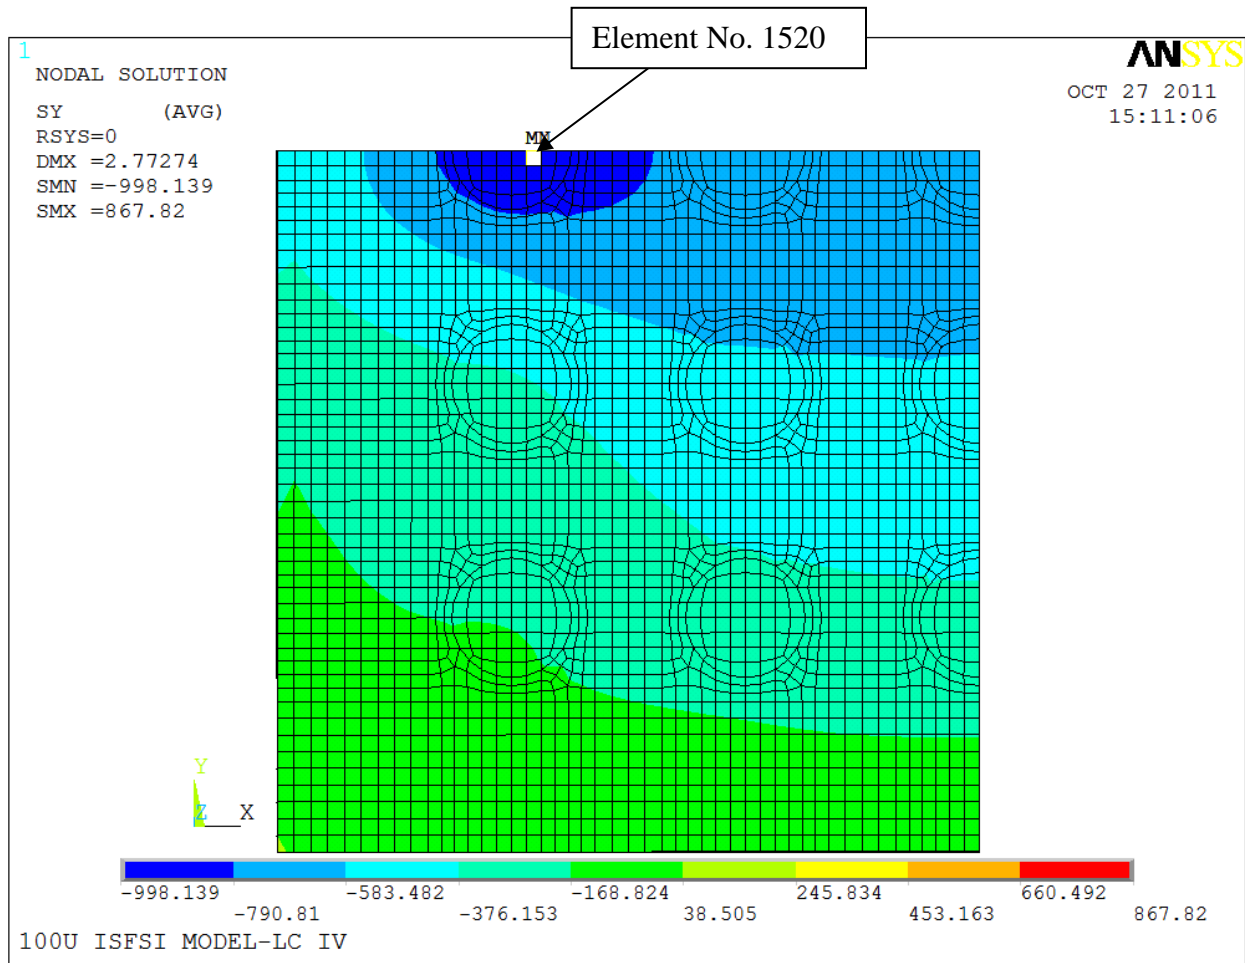 Element No. 1520
1
ANSYS
NODAL SOLUTION
OCT 27 2011
SY (AVG)
15:11:06
RSYS=0
DMX =2.77274
SMN =-998.139
SMX =867.82
MN
Y
Z X
-998.139 -583.482 -168.824 245.834 660.492
-790.81 -376.153 38.505 453.163 867.82
100U ISFSI MODEL-LC IV